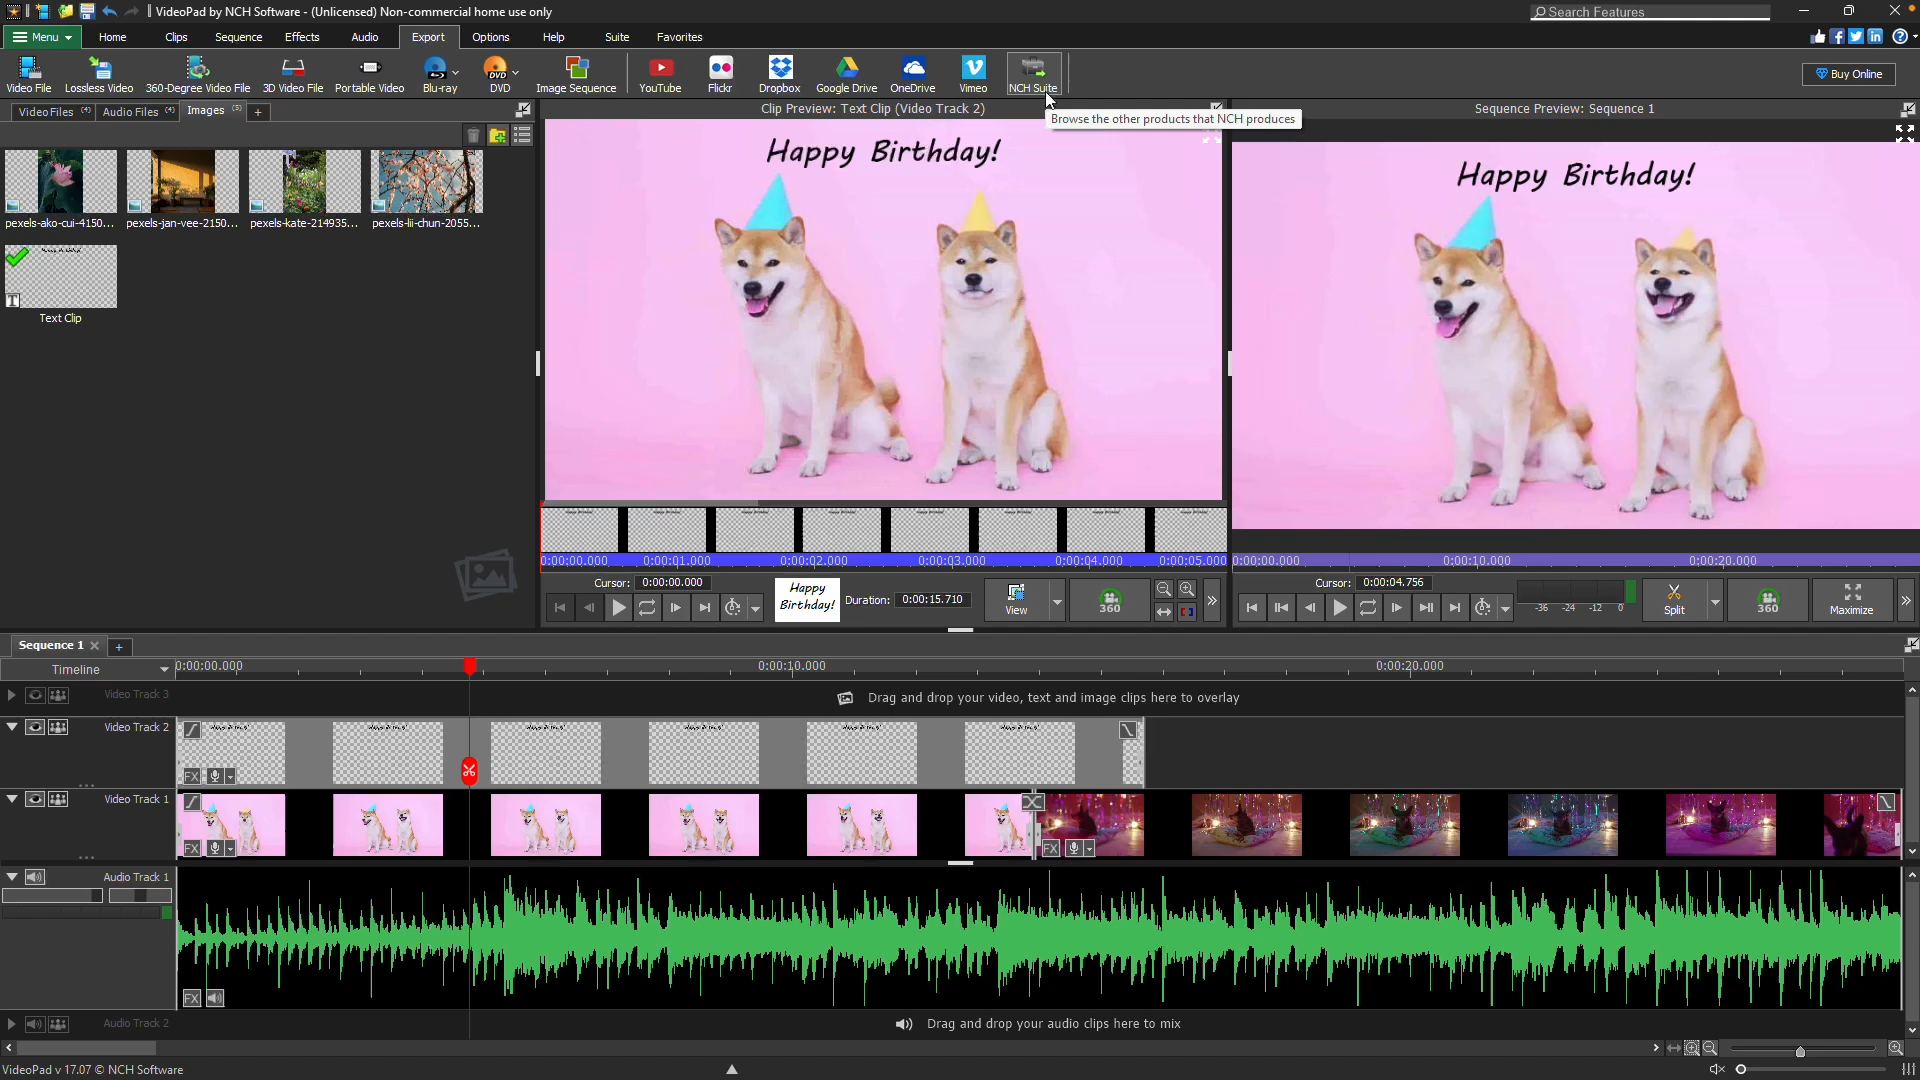 VideoPad by NCH Software - (Unlicensed) Non-commercial home use only
Search Features
Menu Home Clips Sequence Effects Audio Export Options Help Suite Favorites
Video File Lossless Video 360-Degree Video File 3D Video File Portable Video Blu-ray DVD Image Sequence YouTube Flickr Dropbox Google Drive OneDrive Vimeo NCH Suite Buy Online
Video Files (4) Audio Files (4) Images (5) +
Clip Preview: Text Clip (Video Track 2)
Sequence Preview: Sequence 1
Browse the other products that NCH produces
Happy Birthday!
Happy Birthday!
pexels-ako-cui-4150... pexels-jan-vee-2150... pexels-kate-214935... pexels-lii-chun-2055...
T
Text Clip
0:00:00.000 0:00:01.000 0:00:02.000 0:00:03.000 0:00:04.000 0:00:05.000
0:00:00.000 0:00:10.000 0:00:20.000
Cursor: 0:00:00.000
Happy
Birthday!
Duration: 0:00:15.710
View
360
Cursor: 0:00:04.756
-36 -24 -12 0
Split
360
Maximize
Sequence 1
Timeline
0:00:00.000 0:00:10.000 0:00:20.000
Video Track 3
Drag and drop your video, text and image clips here to overlay
Video Track 2
FX
Video Track 1
FX FX
Audio Track 1
FX
Audio Track 2
Drag and drop your audio clips here to mix
VideoPad v 17.07 © NCH Software